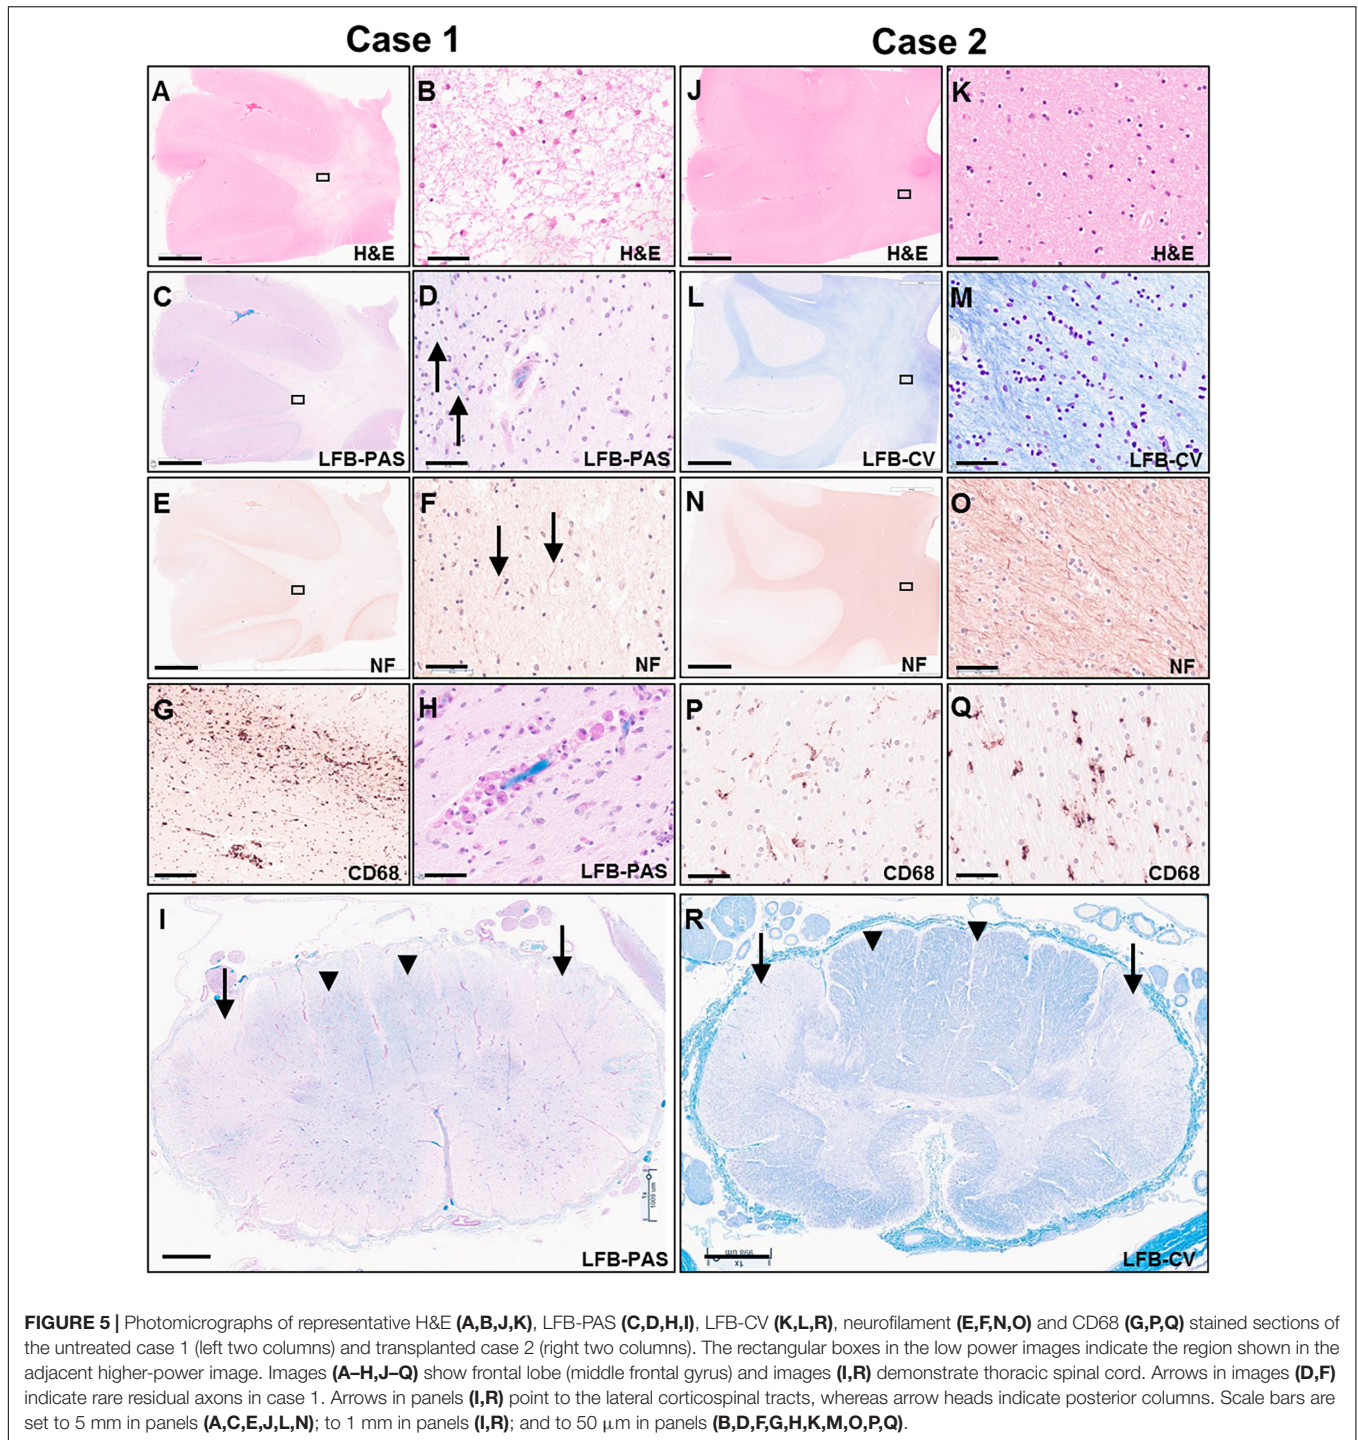 Case 1
Case 2
A
H&E
B
H&E
J
H&E
K
H&E
C
LFB-PAS
D
LFB-PAS
L
LFB-CV
M
LFB-CV
E
NF
F
NF
N
NF
O
NF
G
CD68
H
LFB-PAS
P
CD68
Q
CD68
I
1x
1009 um
LFB-PAS
R
998 um
1x
LFB-CV
FIGURE 5 | Photomicrographs of representative H&E (A,B,J,K), LFB-PAS (C,D,H,I), LFB-CV (K,L,R), neurofilament (E,F,N,O) and CD68 (G,P,Q) stained sections of
the untreated case 1 (left two columns) and transplanted case 2 (right two columns). The rectangular boxes in the low power images indicate the region shown in the
adjacent higher-power image. Images (A–H,J–Q) show frontal lobe (middle frontal gyrus) and images (I,R) demonstrate thoracic spinal cord. Arrows in images (D,F)
indicate rare residual axons in case 1. Arrows in panels (I,R) point to the lateral corticospinal tracts, whereas arrow heads indicate posterior columns. Scale bars are
set to 5 mm in panels (A,C,E,J,L,N); to 1 mm in panels (I,R); and to 50 μm in panels (B,D,F,G,H,K,M,O,P,Q).